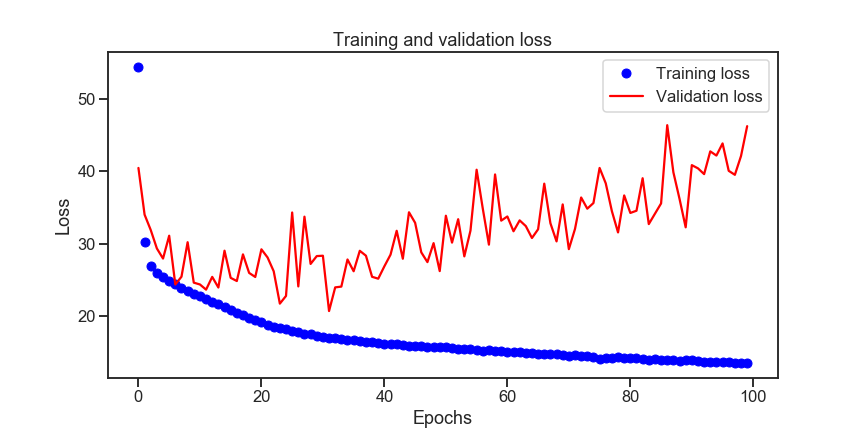 Training and validation loss
Training loss
Validation loss
50
40
30
20
Loss
0 20 40 60 80 100
Epochs